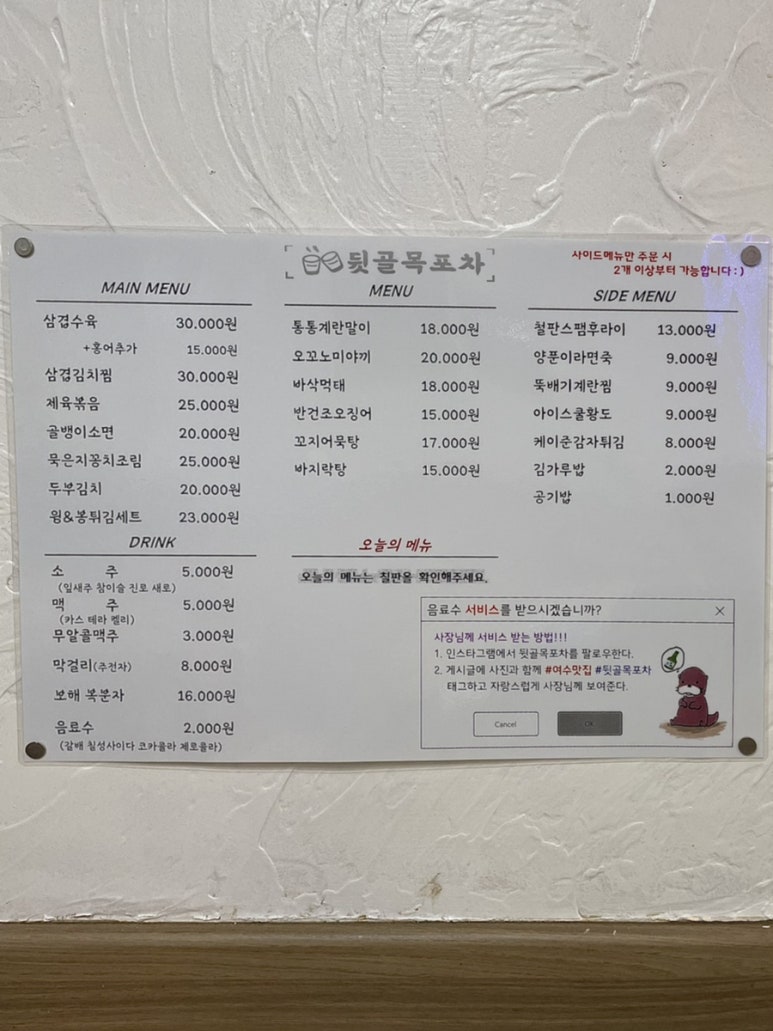 뒷골목포차
사이드메뉴만 주문 시
2개 이상부터 가능합니다 : )
MAIN MENU
삼겹수육 30.000원
+홍어추가 15.000원
삼겹김치찜 30.000원
제육볶음 25.000원
골뱅이소면 20.000원
묵은지꽁치조림 25.000원
두부김치 20.000원
윙&봉튀김세트 23.000원
DRINK
소 주 5.000원
(잎새주 참이슬 진로 새로)
맥 주 5.000원
(카스 테라 켈리)
무알콜맥주 3.000원
막걸리(주전차) 8.000원
보해 복분자 16.000원
음료수 2.000원
(갈배 칠성사이다 코카콜라 제로콜라)
MENU
통통계란말이 18.000원
오꼬노미야끼 20.000원
바삭먹태 18.000원
반건조오징어 15.000원
꼬지어묵탕 17.000원
바지락탕 15.000원
오늘의 메뉴
오늘의 메뉴는 칠판을 확인해주세요.
SIDE MENU
철판스팸후라이 13.000원
양푼이라면죽 9.000원
뚝배기계란찜 9.000원
아이스쿨황도 9.000원
케이준감자튀김 8.000원
김가루밥 2.000원
공기밥 1.000원
음료수 서비스를 받으시겠습니까?
사장님께 서비스 받는 방법!!!
1. 인스타그램에서 뒷골목포차를 팔로우한다.
2. 게시글에 사진과 함께 #여수맛집 #뒷골목포차
태그하고 자랑스럽게 사장님께 보여준다.
Cancel
OK